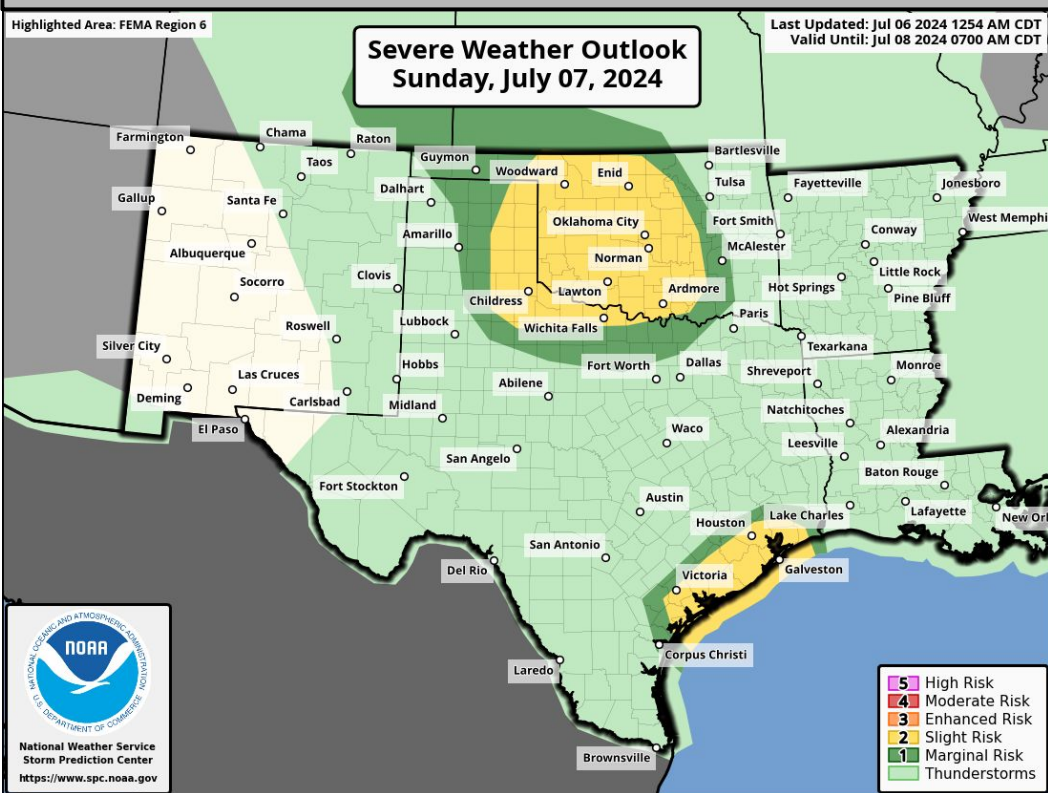 Highlighted Area: FEMA Region 6
Severe Weather Outlook
Sunday, July 07, 2024
Last Updated: Jul 06 2024 1254 AM CDT
Valid Until: Jul 08 2024 0700 AM CDT
Farmington
Chama
Raton
Taos
Guymon
Woodward
Enid
Bartlesville
Tulsa
Fayetteville
Jonesboro
Gallup
Santa Fe
Dalhart
Oklahoma City
Fort Smith
West Memphi
Albuquerque
Amarillo
Norman
McAlester
Conway
Socorro
Clovis
Childress
Lawton
Ardmore
Hot Springs
Little Rock
Pine Bluff
Roswell
Lubbock
Wichita Falls
Paris
Texarkana
Silver City
Hobbs
Fort Worth
Dallas
Shreveport
Monroe
Deming
Las Cruces
Carlsbad
Midland
Abilene
Natchitoches
El Paso
Waco
Leesville
Alexandria
San Angelo
Baton Rouge
Fort Stockton
Austin
Houston
Lake Charles
Lafayette
New Orl
San Antonio
Del Rio
Victoria
Galveston
Laredo
Corpus Christi
Brownsville
NATIONAL OCEANIC AND ATMOSPHERIC ADMINISTRATION
NOAA
U.S. DEPARTMENT OF COMMERCE
National Weather Service
Storm Prediction Center
https://www.spc.noaa.gov
5 High Risk
4 Moderate Risk
3 Enhanced Risk
2 Slight Risk
1 Marginal Risk
Thunderstorms